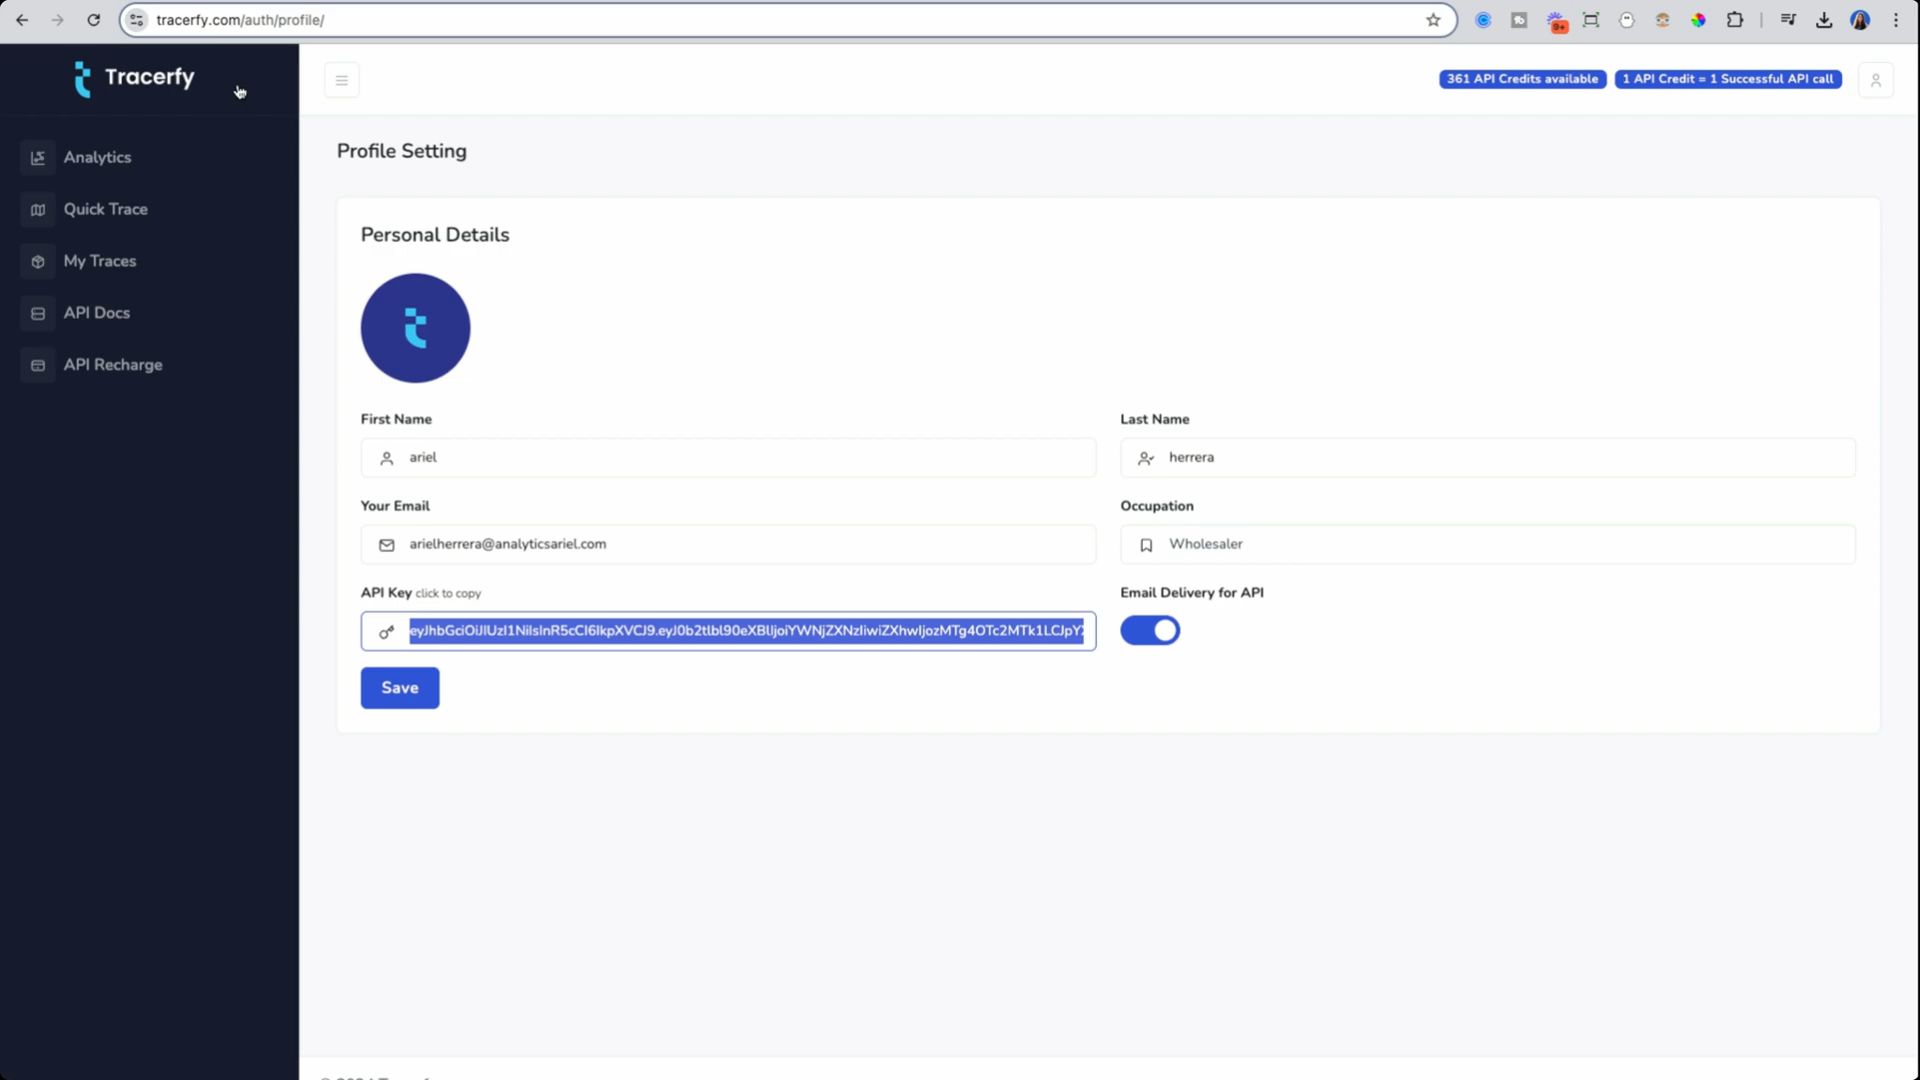 tracerfy.com/auth/profile/
9+
Tracerfy
361 API Credits available
1 API Credit = 1 Successful API call
Analytics
Quick Trace
My Traces
API Docs
API Recharge
Profile Setting
Personal Details
First Name
Last Name
ariel
herrera
Your Email
Occupation
arielherrera@analyticsariel.com
Wholesaler
API Key click to copy
Email Delivery for API
Save